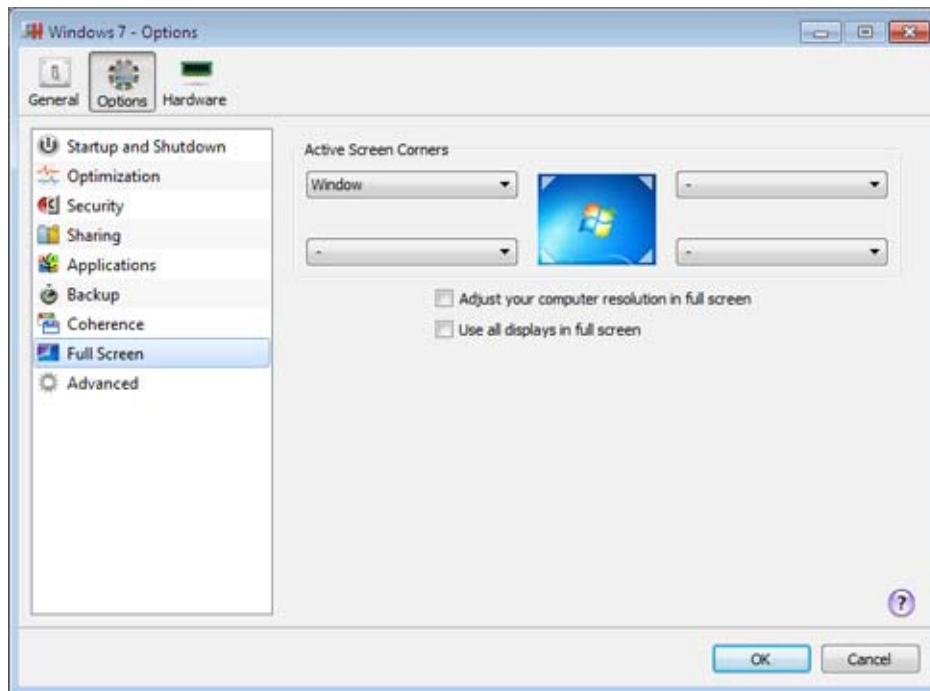 Windows 7 - Options
General Options Hardware
Startup and Shutdown
Optimization
Security
Sharing
Applications
Backup
Coherence
Full Screen
Advanced
Active Screen Corners
Window -
- -
Adjust your computer resolution in full screen
Use all displays in full screen
?
OK Cancel